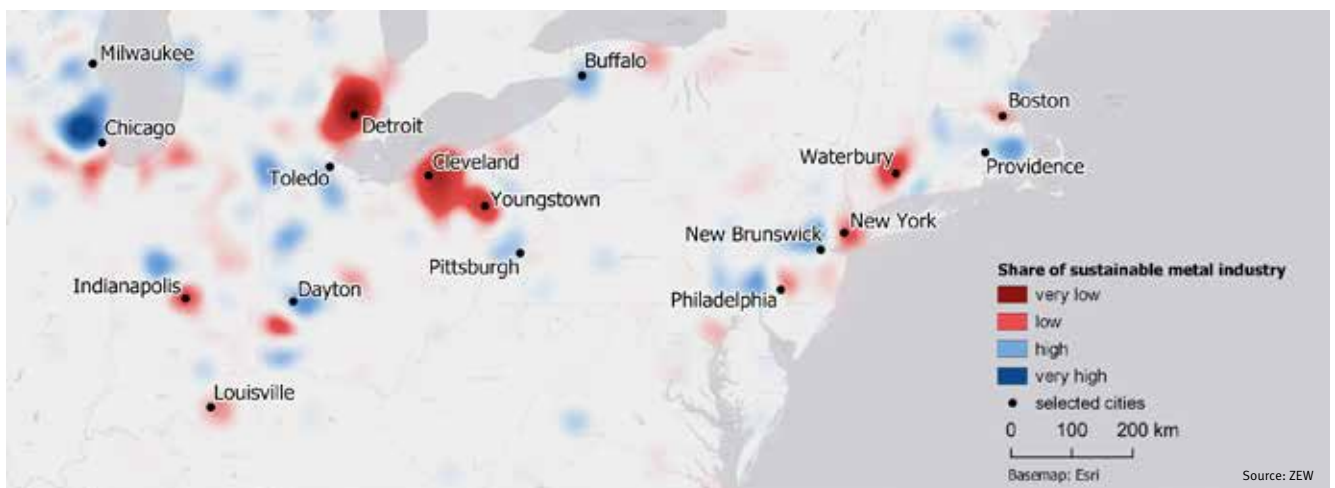 Milwaukee
Buffalo
Chicago
Detroit
Boston
Cleveland
Waterbury
Toledo
Providence
Youngstown
New York
New Brunswick
Pittsburgh
Share of sustainable metal industry
Indianapolis
Dayton
Philadelphia
very low
low
high
very high
Louisville
selected cities
0 100 200 km
Basemap: Esri
Source: ZEW